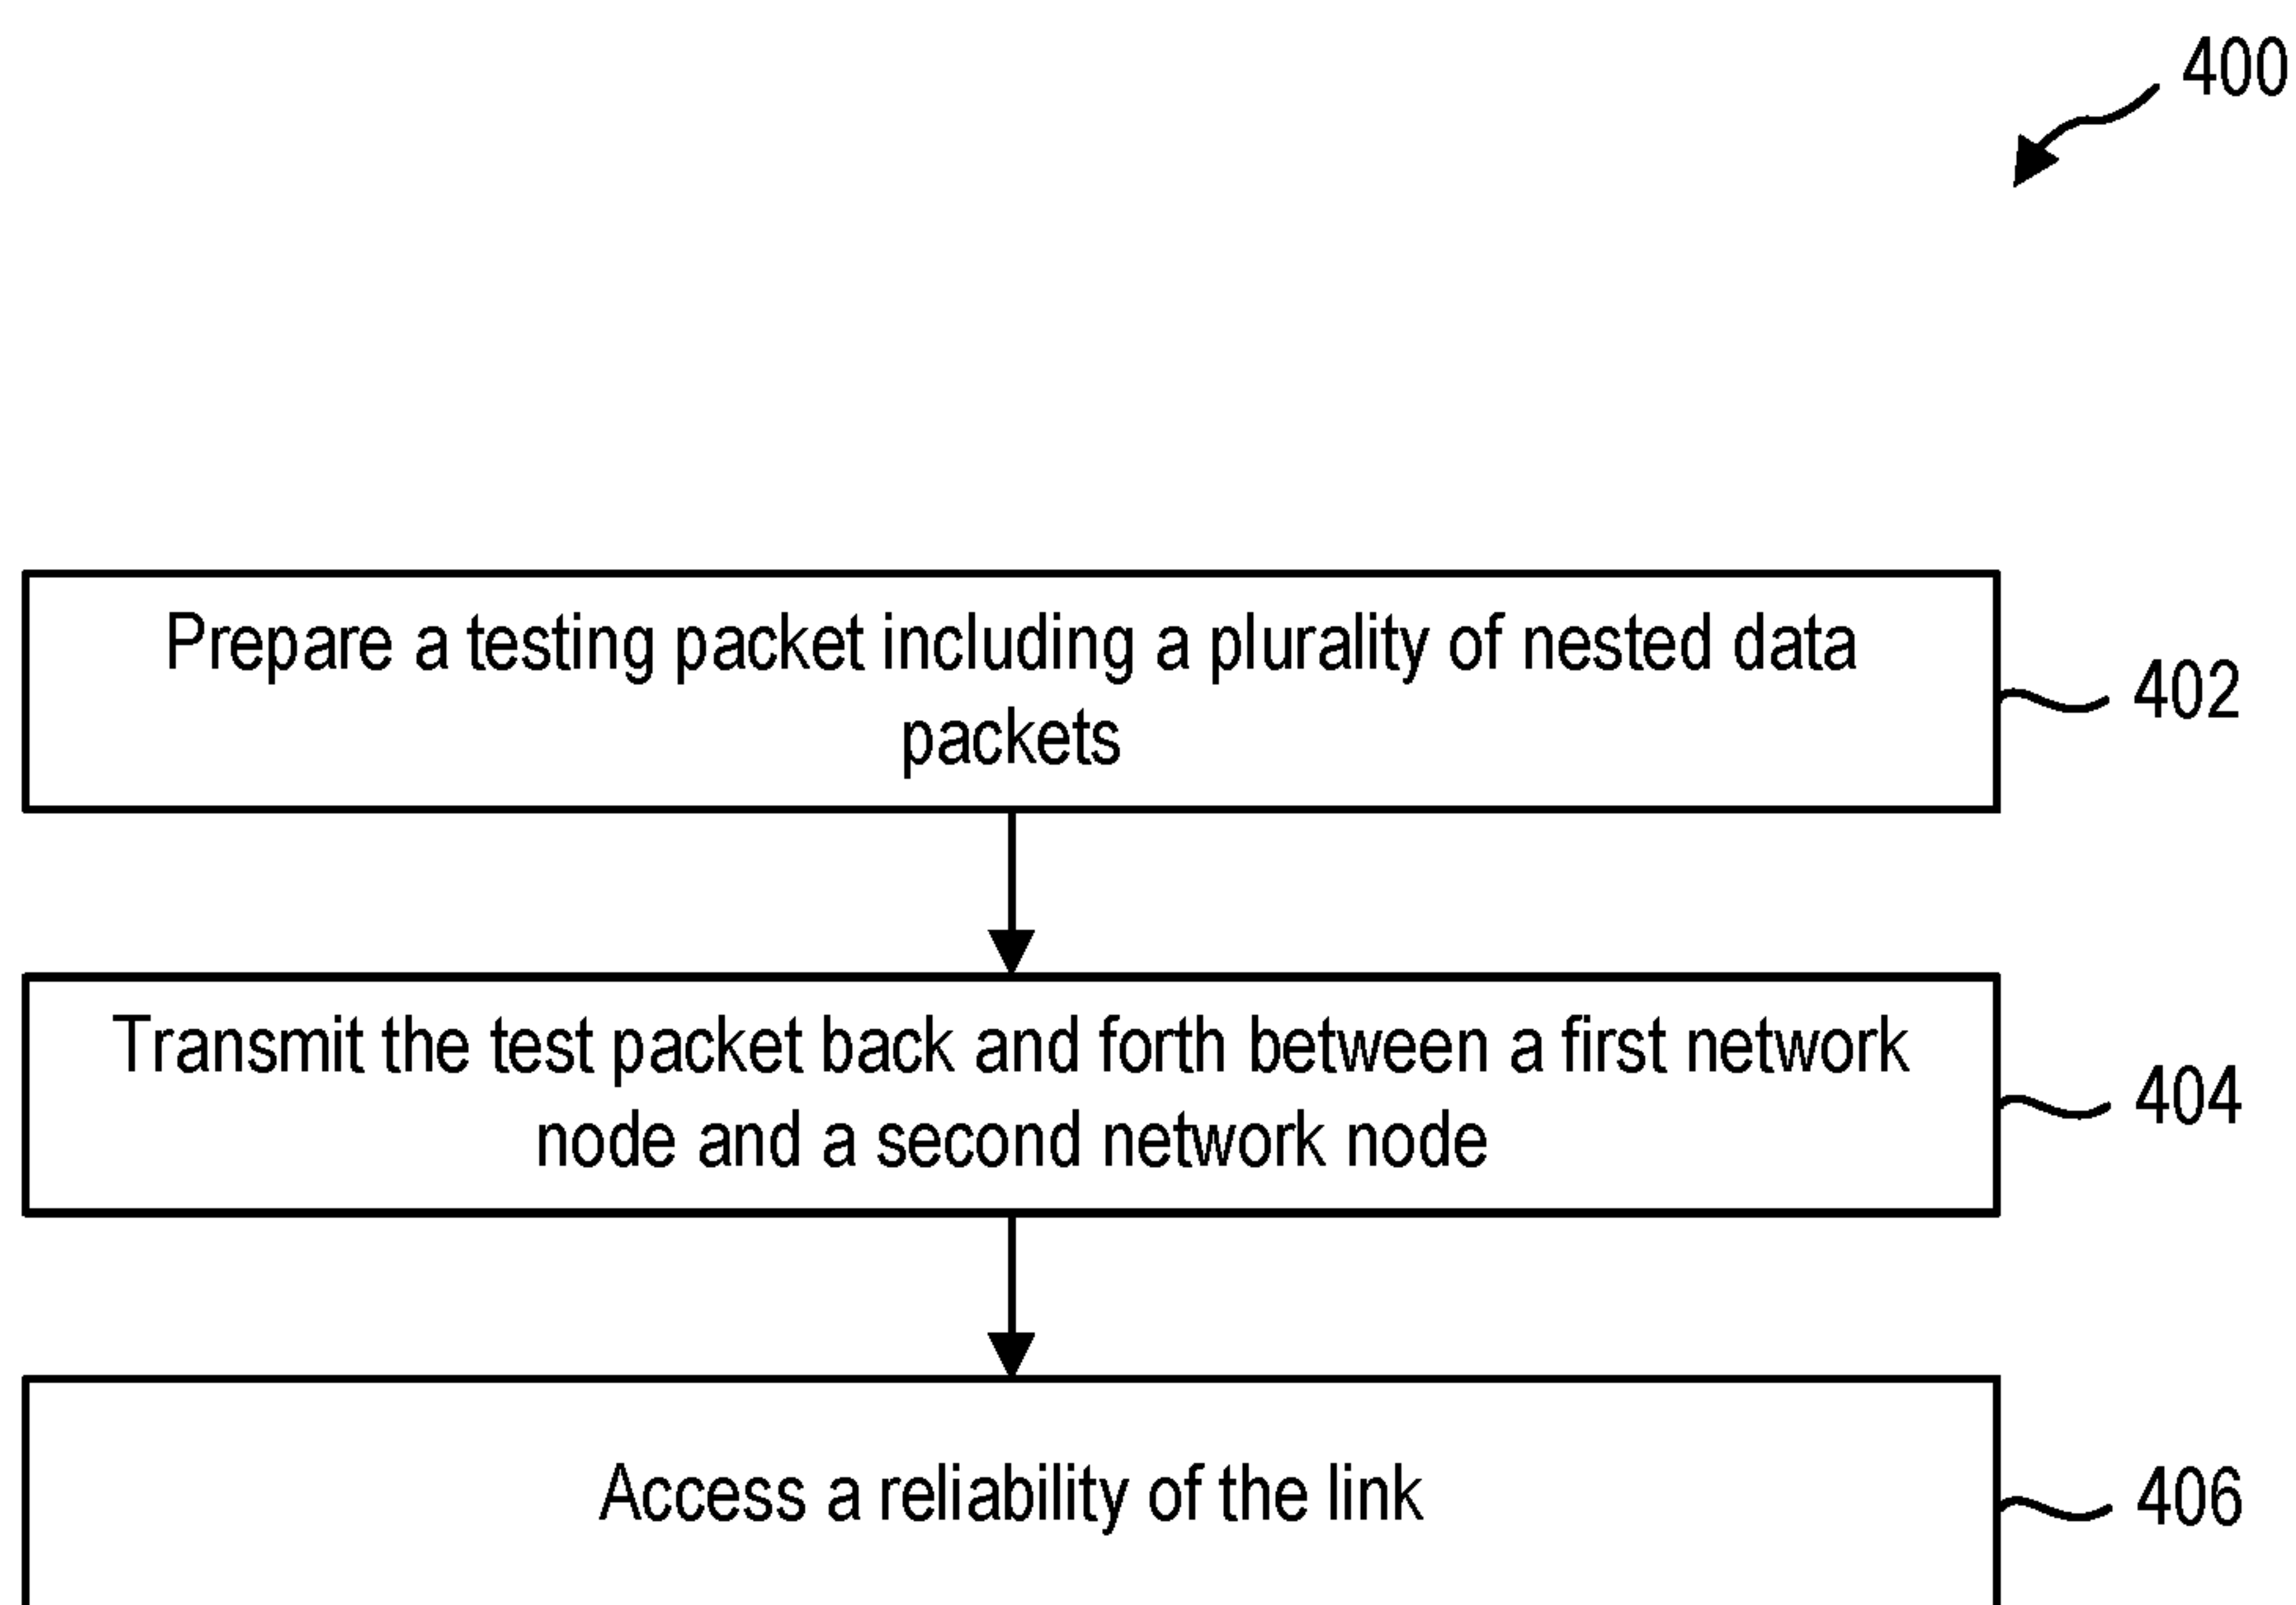 400
Prepare a testing packet including a plurality of nested data
packets
402
Transmit the test packet back and forth between a first network
node and a second network node
404
Access a reliability of the link
406